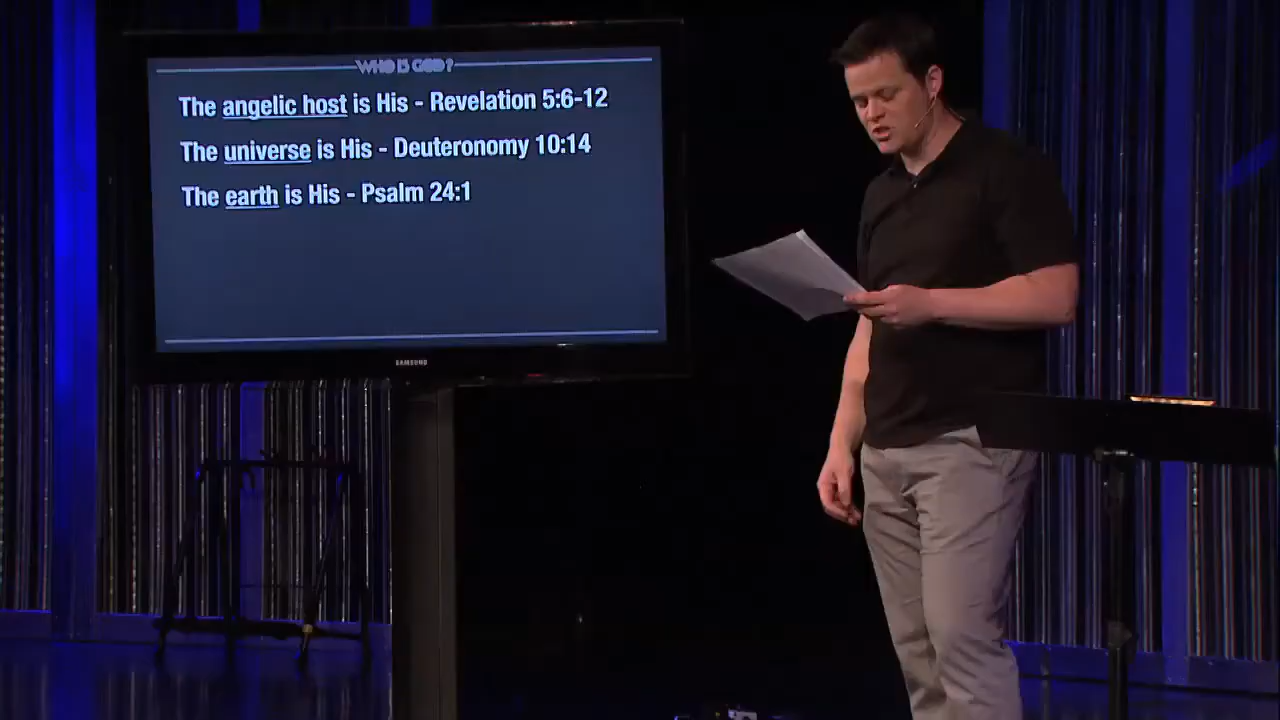 WHO IS GOD?
The angelic host is His - Revelation 5:6-12
The universe is His - Deuteronomy 10:14
The earth is His - Psalm 24:1
SAMSUNG